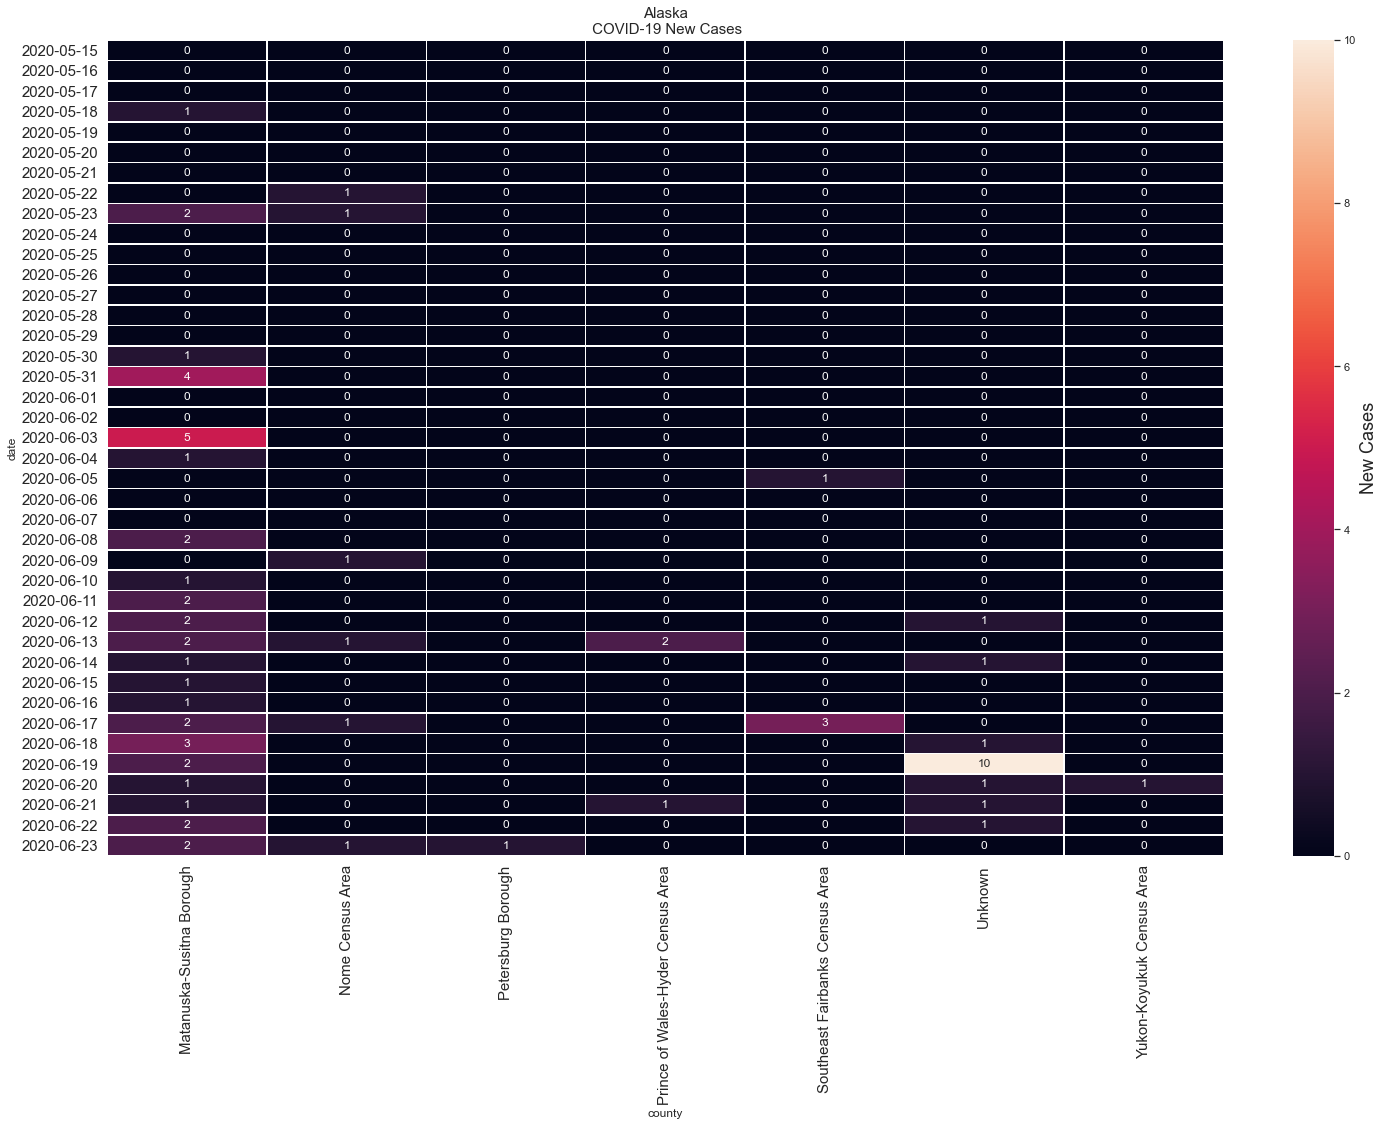 Alaska
COVID-19 New Cases
2020-05-15 0 0 0 0 0 0 0
2020-05-16 0 0 0 0 0 0 0
2020-05-17 0 0 0 0 0 0 0
2020-05-18 1 0 0 0 0 0 0
2020-05-19 0 0 0 0 0 0 0
2020-05-20 0 0 0 0 0 0 0
2020-05-21 0 0 0 0 0 0 0
2020-05-22 0 1 0 0 0 0 0
2020-05-23 2 1 0 0 0 0 0
2020-05-24 0 0 0 0 0 0 0
2020-05-25 0 0 0 0 0 0 0
2020-05-26 0 0 0 0 0 0 0
2020-05-27 0 0 0 0 0 0 0
2020-05-28 0 0 0 0 0 0 0
2020-05-29 0 0 0 0 0 0 0
2020-05-30 1 0 0 0 0 0 0
2020-05-31 4 0 0 0 0 0 0
2020-06-01 0 0 0 0 0 0 0
2020-06-02 0 0 0 0 0 0 0
2020-06-03 5 0 0 0 0 0 0
2020-06-04 1 0 0 0 0 0 0
2020-06-05 0 0 0 0 1 0 0
2020-06-06 0 0 0 0 0 0 0
2020-06-07 0 0 0 0 0 0 0
2020-06-08 2 0 0 0 0 0 0
2020-06-09 0 1 0 0 0 0 0
2020-06-10 1 0 0 0 0 0 0
2020-06-11 2 0 0 0 0 0 0
2020-06-12 2 0 0 0 0 1 0
2020-06-13 2 1 0 2 0 0 0
2020-06-14 1 0 0 0 0 1 0
2020-06-15 1 0 0 0 0 0 0
2020-06-16 1 0 0 0 0 0 0
2020-06-17 2 1 0 0 3 0 0
2020-06-18 3 0 0 0 0 1 0
2020-06-19 2 0 0 0 0 10 0
2020-06-20 1 0 0 0 0 1 1
2020-06-21 1 0 0 1 0 1 0
2020-06-22 2 0 0 0 0 1 0
2020-06-23 2 1 1 0 0 0 0
date
Matanuska-Susitna Borough
Nome Census Area
Petersburg Borough
Prince of Wales-Hyder Census Area
Southeast Fairbanks Census Area
Unknown
Yukon-Koyukuk Census Area
county
10
8
6
4
2
0
New Cases